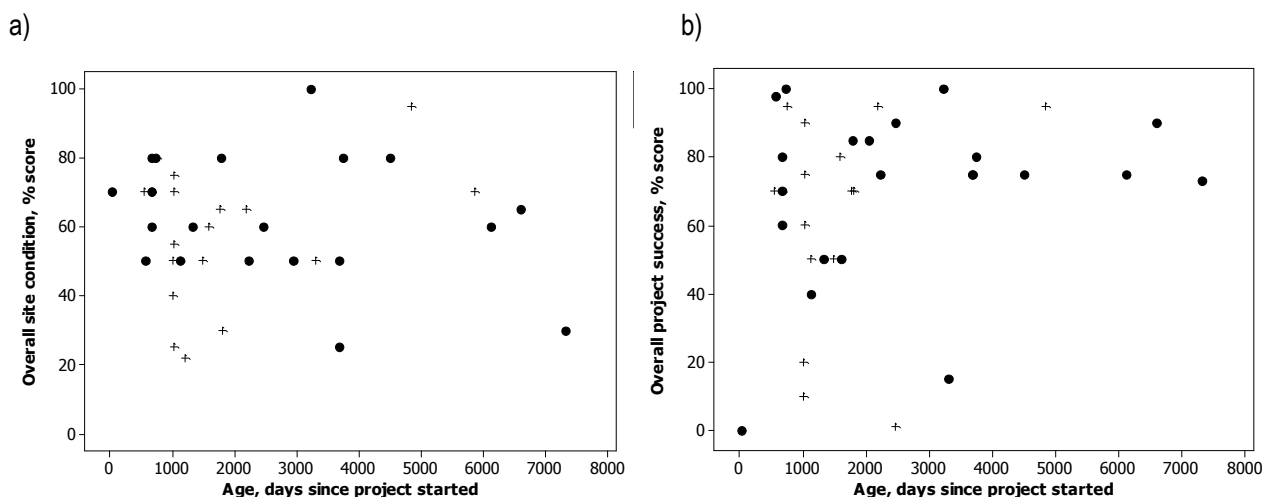 a)
b)
Overall site condition, % score
100
80
60
40
20
0
0 1000 2000 3000 4000 5000 6000 7000 8000
Age, days since project started
Overall project success, % score
100
80
60
40
20
0
0 1000 2000 3000 4000 5000 6000 7000 8000
Age, days since project started